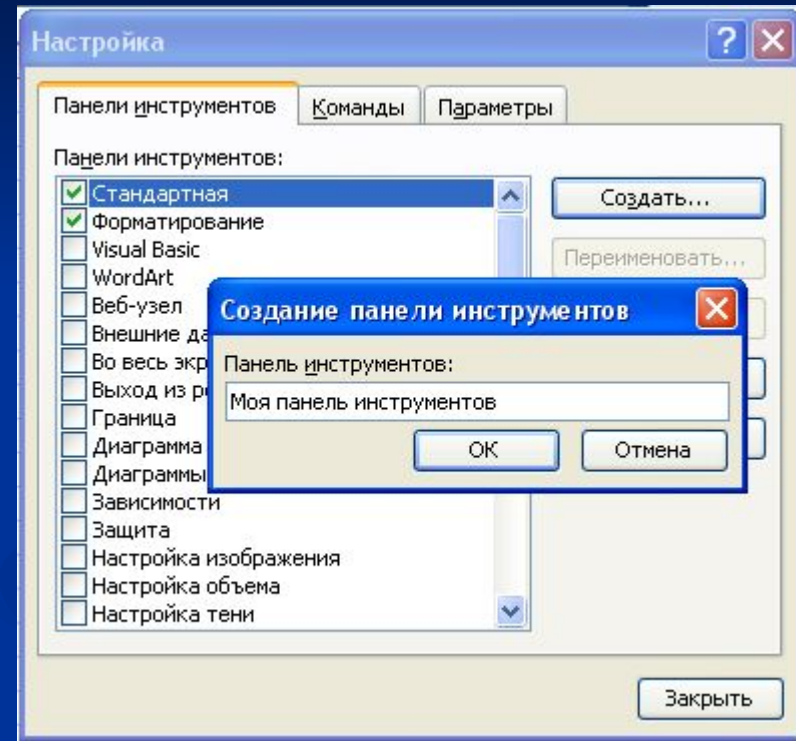 Настройка
Панели инструментов Команды Параметры
Панели инструментов:
Стандартная
Форматирование
Visual Basic
WordArt
Веб-узел
Внешние
Во весь
Выход из
Граница
Диаграмма
Диаграммы
Зависимости
Защита
Настройка изображения
Настройка объема
Настройка тени
Создать...
Переименовать...
Создание панели инструментов
Панель инструментов:
Моя панель инструментов
ОК Отмена
Закрыть